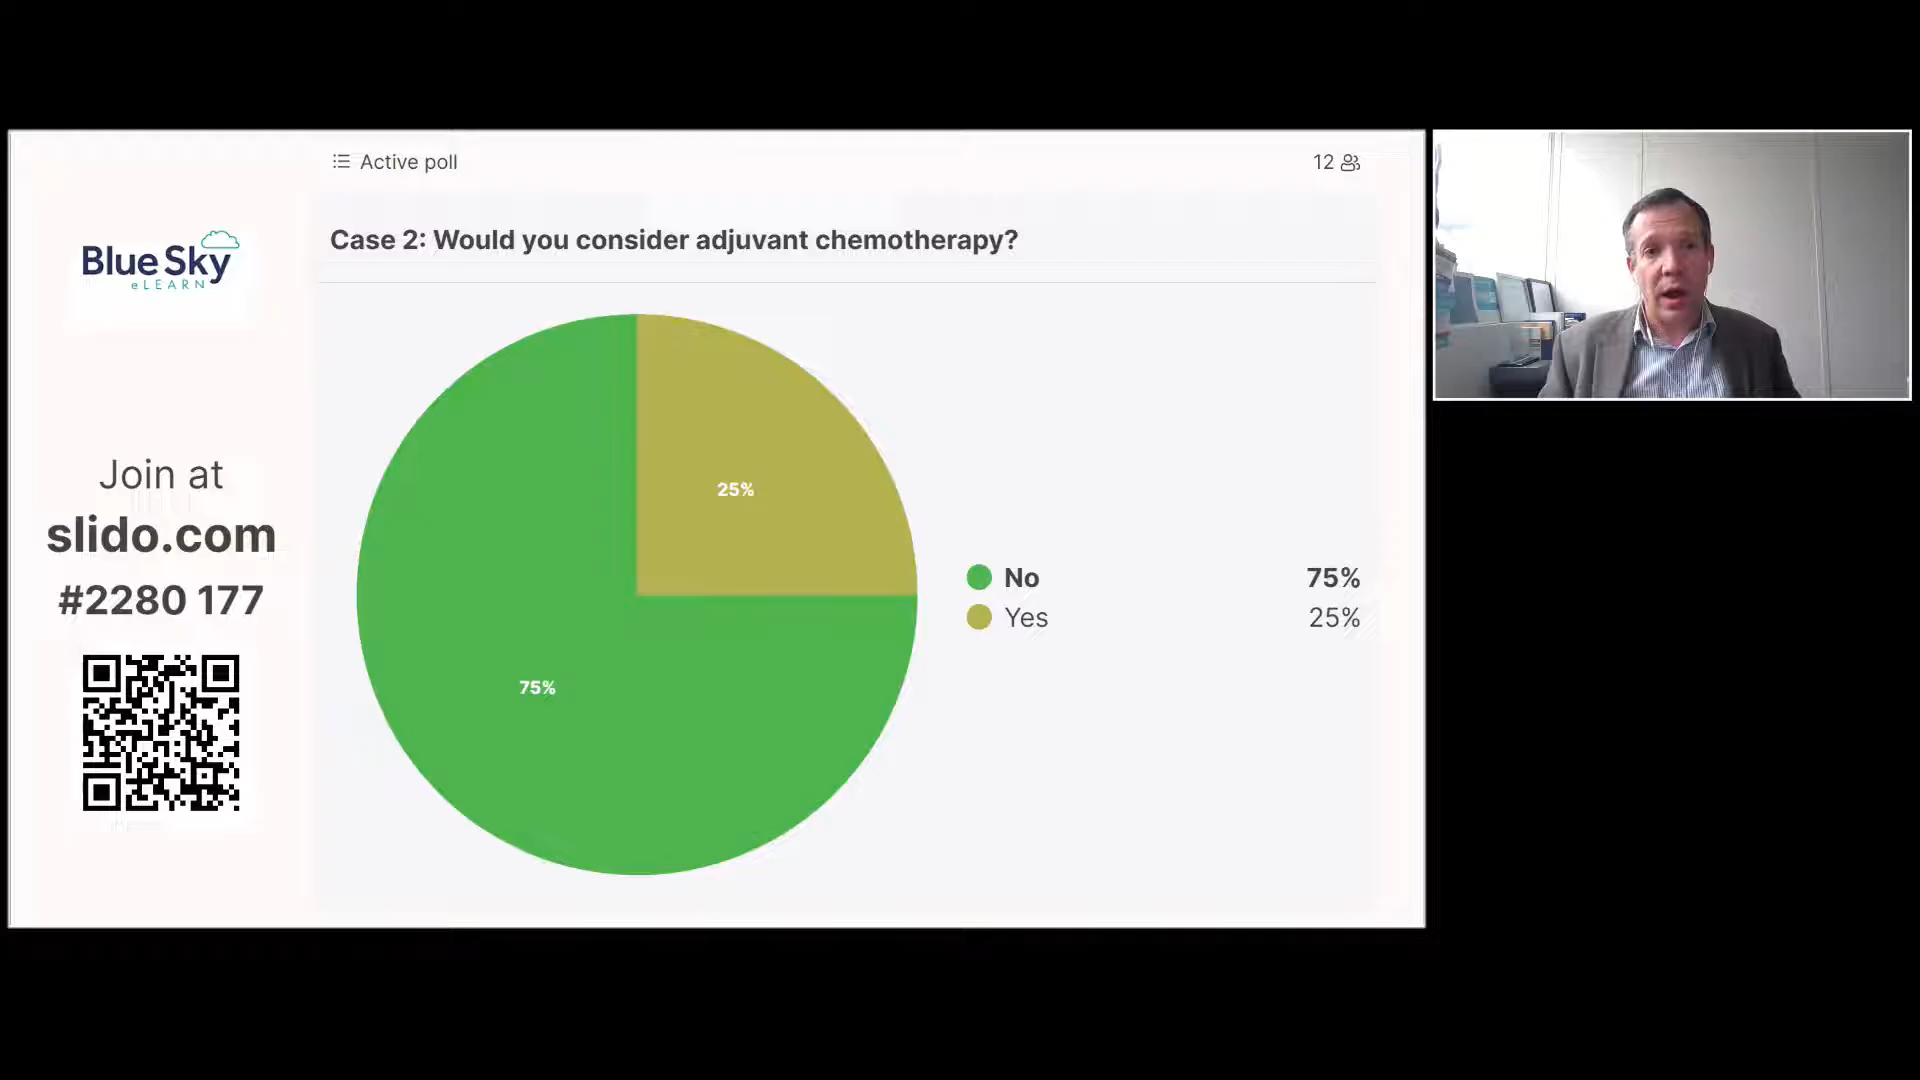 Active poll
12
Blue Sky
eLEARN
Case 2: Would you consider adjuvant chemotherapy?
Join at
slido.com
#2280 177
25%
75%
No 75%
Yes 25%